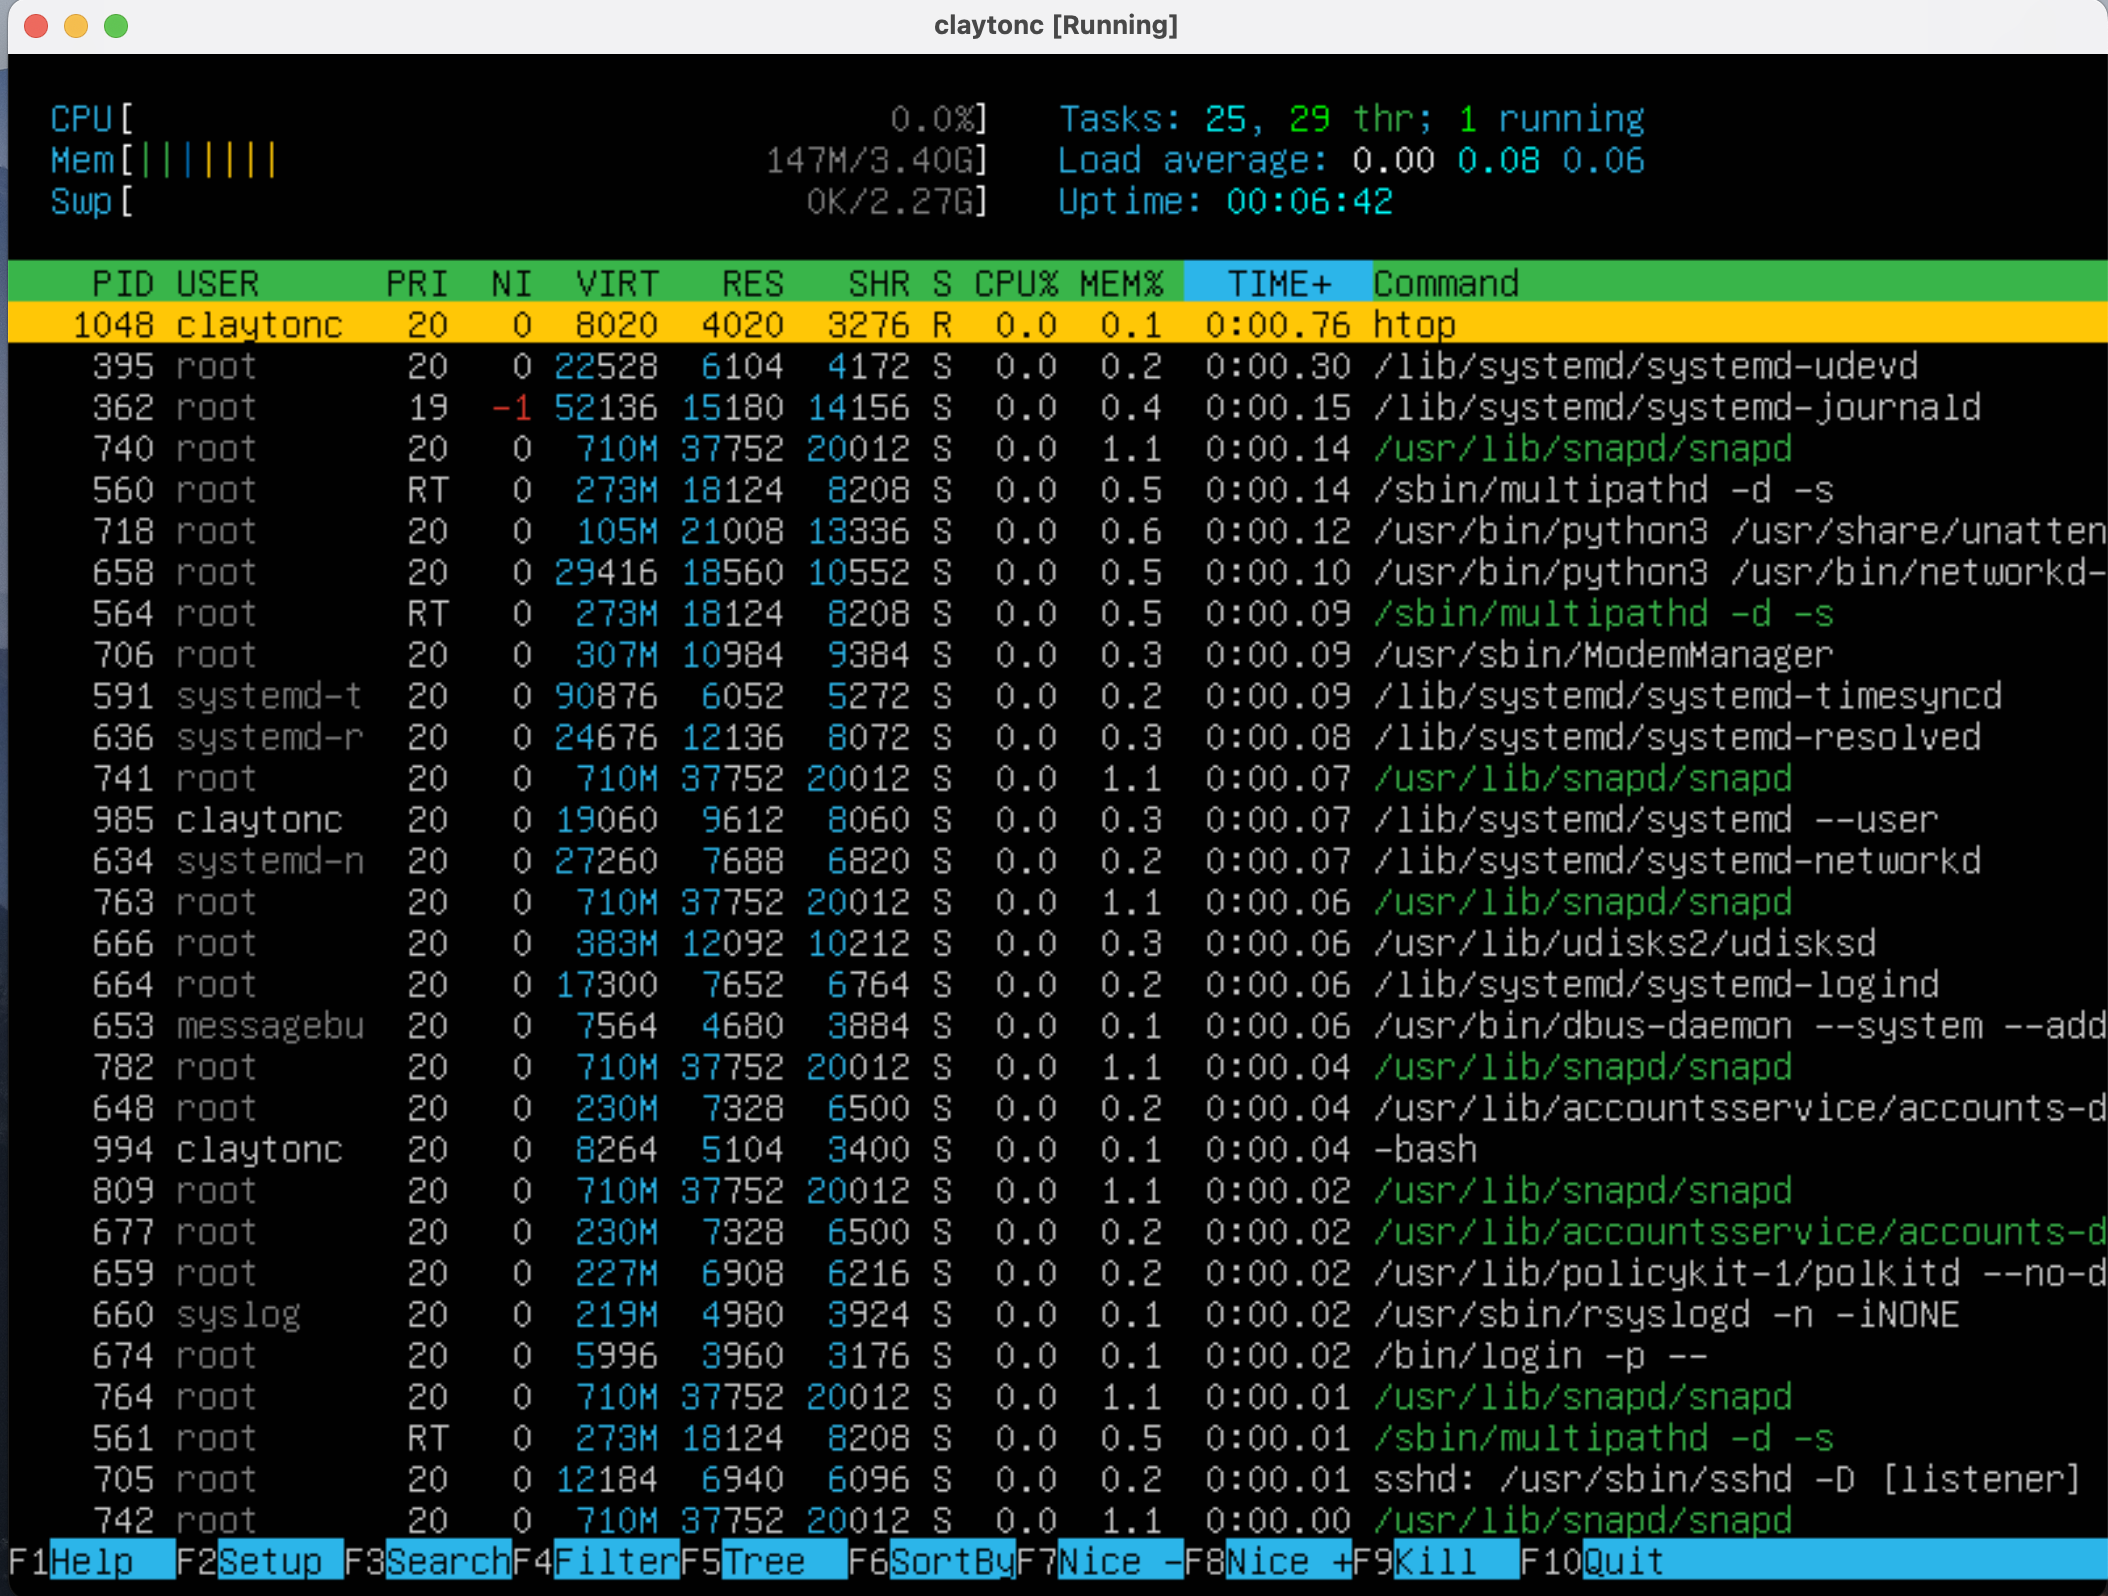 claytonc [Running]
CPU[ 0.0%] Tasks: 25, 29 thr; 1 running
Mem[||||||| 147M/3.40G] Load average: 0.00 0.08 0.06
Swp[ 0K/2.27G] Uptime: 00:06:42
PID USER PRI NI VIRT RES SHR S CPU% MEM% TIME+ Command
1048 claytonc 20 0 8020 4020 3276 R 0.0 0.1 0:00.76 htop
395 root 20 0 22528 6104 4172 S 0.0 0.2 0:00.30 /lib/systemd/systemd-udevd
362 root 19 -1 52136 15180 14156 S 0.0 0.4 0:00.15 /lib/systemd/systemd-journald
740 root 20 0 710M 37752 20012 S 0.0 1.1 0:00.14 /usr/lib/snapd/snapd
560 root RT 0 273M 18124 8208 S 0.0 0.5 0:00.14 /sbin/multipathd -d -s
718 root 20 0 105M 21008 13336 S 0.0 0.6 0:00.12 /usr/bin/python3 /usr/share/unatten
658 root 20 0 29416 18560 10552 S 0.0 0.5 0:00.10 /usr/bin/python3 /usr/bin/networkd-
564 root RT 0 273M 18124 8208 S 0.0 0.5 0:00.09 /sbin/multipathd -d -s
706 root 20 0 307M 10984 9384 S 0.0 0.3 0:00.09 /usr/sbin/ModemManager
591 systemd-t 20 0 90876 6052 5272 S 0.0 0.2 0:00.09 /lib/systemd/systemd-timesyncd
636 systemd-r 20 0 24676 12136 8072 S 0.0 0.3 0:00.08 /lib/systemd/systemd-resolved
741 root 20 0 710M 37752 20012 S 0.0 1.1 0:00.07 /usr/lib/snapd/snapd
985 claytonc 20 0 19060 9612 8060 S 0.0 0.3 0:00.07 /lib/systemd/systemd --user
634 systemd-n 20 0 27260 7688 6820 S 0.0 0.2 0:00.07 /lib/systemd/systemd-networkd
763 root 20 0 710M 37752 20012 S 0.0 1.1 0:00.06 /usr/lib/snapd/snapd
666 root 20 0 383M 12092 10212 S 0.0 0.3 0:00.06 /usr/lib/udisks2/udisksd
664 root 20 0 17300 7652 6764 S 0.0 0.2 0:00.06 /lib/systemd/systemd-logind
653 messagebu 20 0 7564 4680 3884 S 0.0 0.1 0:00.06 /usr/bin/dbus-daemon --system --add
782 root 20 0 710M 37752 20012 S 0.0 1.1 0:00.04 /usr/lib/snapd/snapd
648 root 20 0 230M 7328 6500 S 0.0 0.2 0:00.04 /usr/lib/accountsservice/accounts-d
994 claytonc 20 0 8264 5104 3400 S 0.0 0.1 0:00.04 -bash
809 root 20 0 710M 37752 20012 S 0.0 1.1 0:00.02 /usr/lib/snapd/snapd
677 root 20 0 230M 7328 6500 S 0.0 0.2 0:00.02 /usr/lib/accountsservice/accounts-d
659 root 20 0 227M 6908 6216 S 0.0 0.2 0:00.02 /usr/lib/policykit-1/polkitd --no-d
660 syslog 20 0 219M 4980 3924 S 0.0 0.1 0:00.02 /usr/sbin/rsyslogd -n -iNONE
674 root 20 0 5996 3960 3176 S 0.0 0.1 0:00.02 /bin/login -p --
764 root 20 0 710M 37752 20012 S 0.0 1.1 0:00.01 /usr/lib/snapd/snapd
561 root RT 0 273M 18124 8208 S 0.0 0.5 0:00.01 /sbin/multipathd -d -s
705 root 20 0 12184 6940 6096 S 0.0 0.2 0:00.01 sshd: /usr/sbin/sshd -D [listener]
742 root 20 0 710M 37752 20012 S 0.0 1.1 0:00.00 /usr/lib/snapd/snapd
F1Help F2Setup F3SearchF4FilterF5Tree F6SortByF7Nice -F8Nice +F9Kill F10Quit